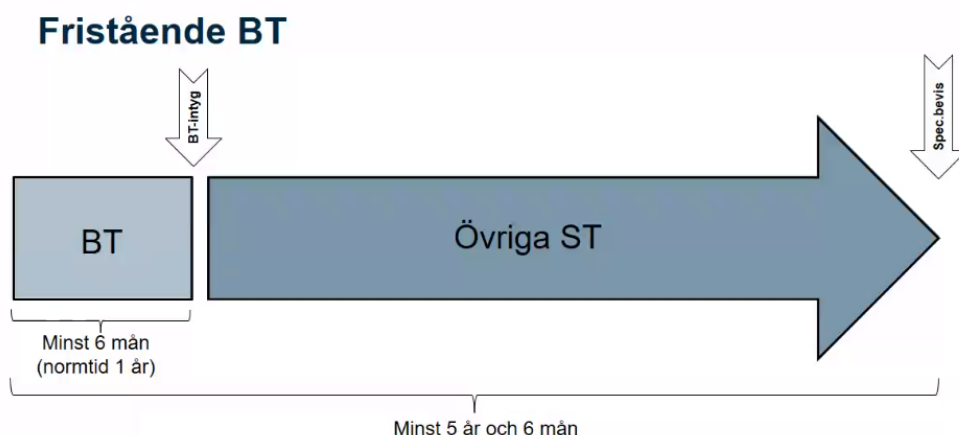 Fristående BT
BT-intyg
Spec.bevis
BT
Övriga ST
Minst 6 mån
(normtid 1 år)
Minst 5 år och 6 mån